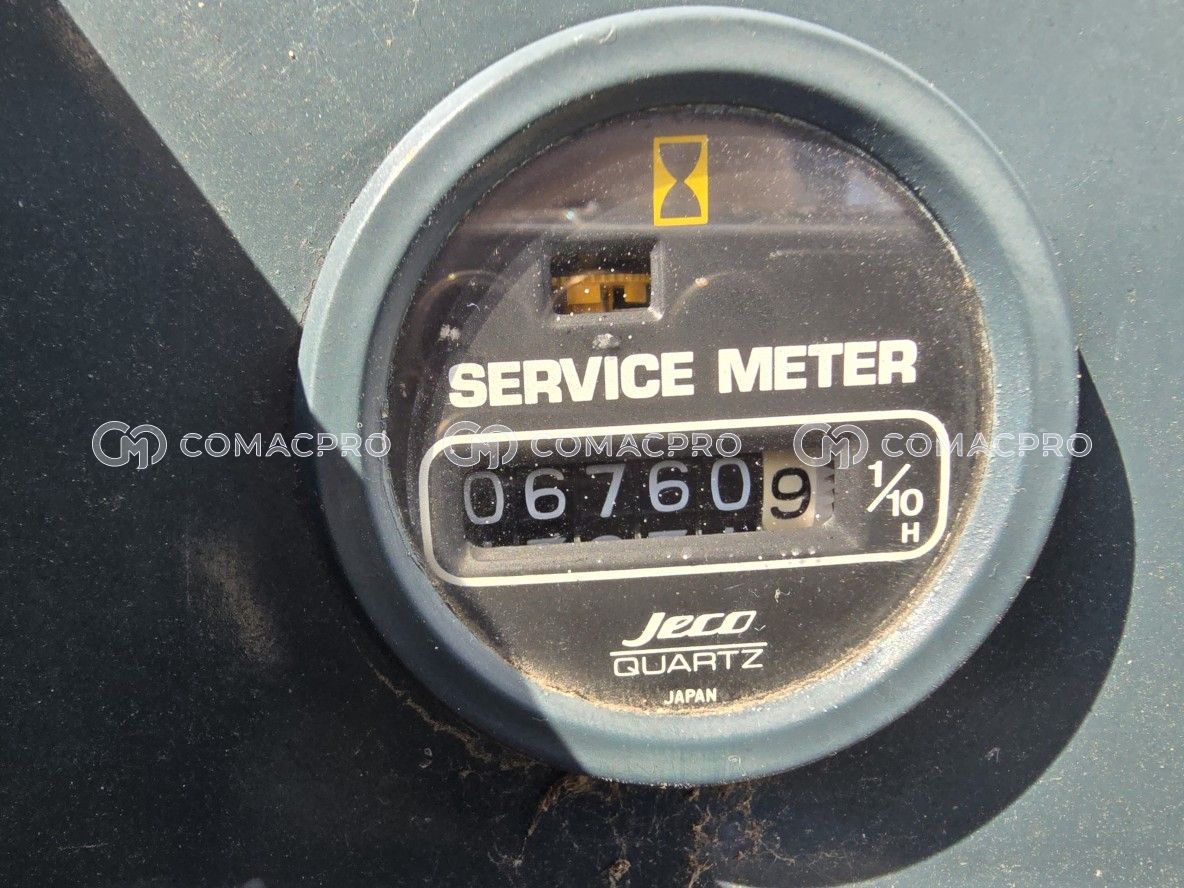 SERVICE METER
COMACPRO COMACPRO COMACPRO
067609
1/10
H
Jeco
QUARTZ
JAPAN